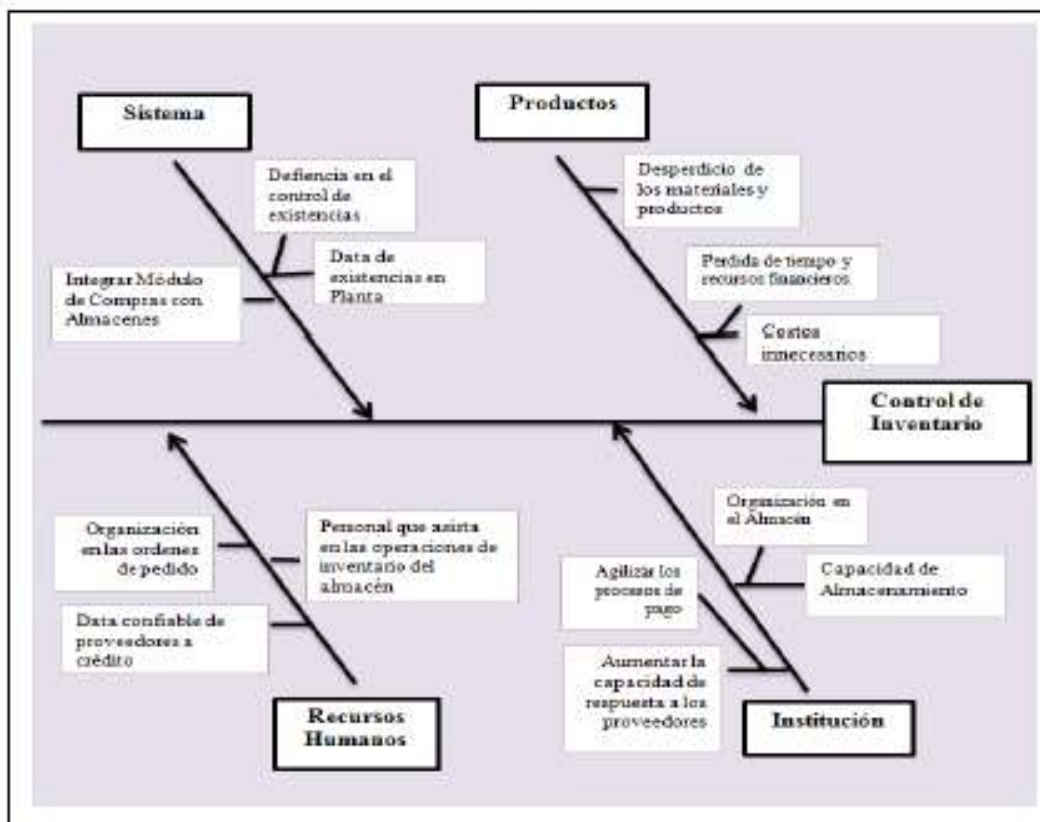 Sistema
Productos
Defiencia en el
control de
existencias
Data de
existencias en
Planta
Integrar Módulo
de Compras con
Almacenes
Desperdicio de
los materiales y
productos
Perdida de tiempo y
recursos financieros
Costos
innecesarios
Control de
Inventario
Organización
en las ordenes
de pedido
Personal que asista
en las operaciones de
inventario del
almacén
Data confiable de
proveedores a
crédito
Recursos
Humanos
Organización en
el Almacén
Capacidad de
Almacenamiento
Agilizar los
procesos de
pago
Aumentar la
capacidad de
respuesta a los
proveedores
Institución